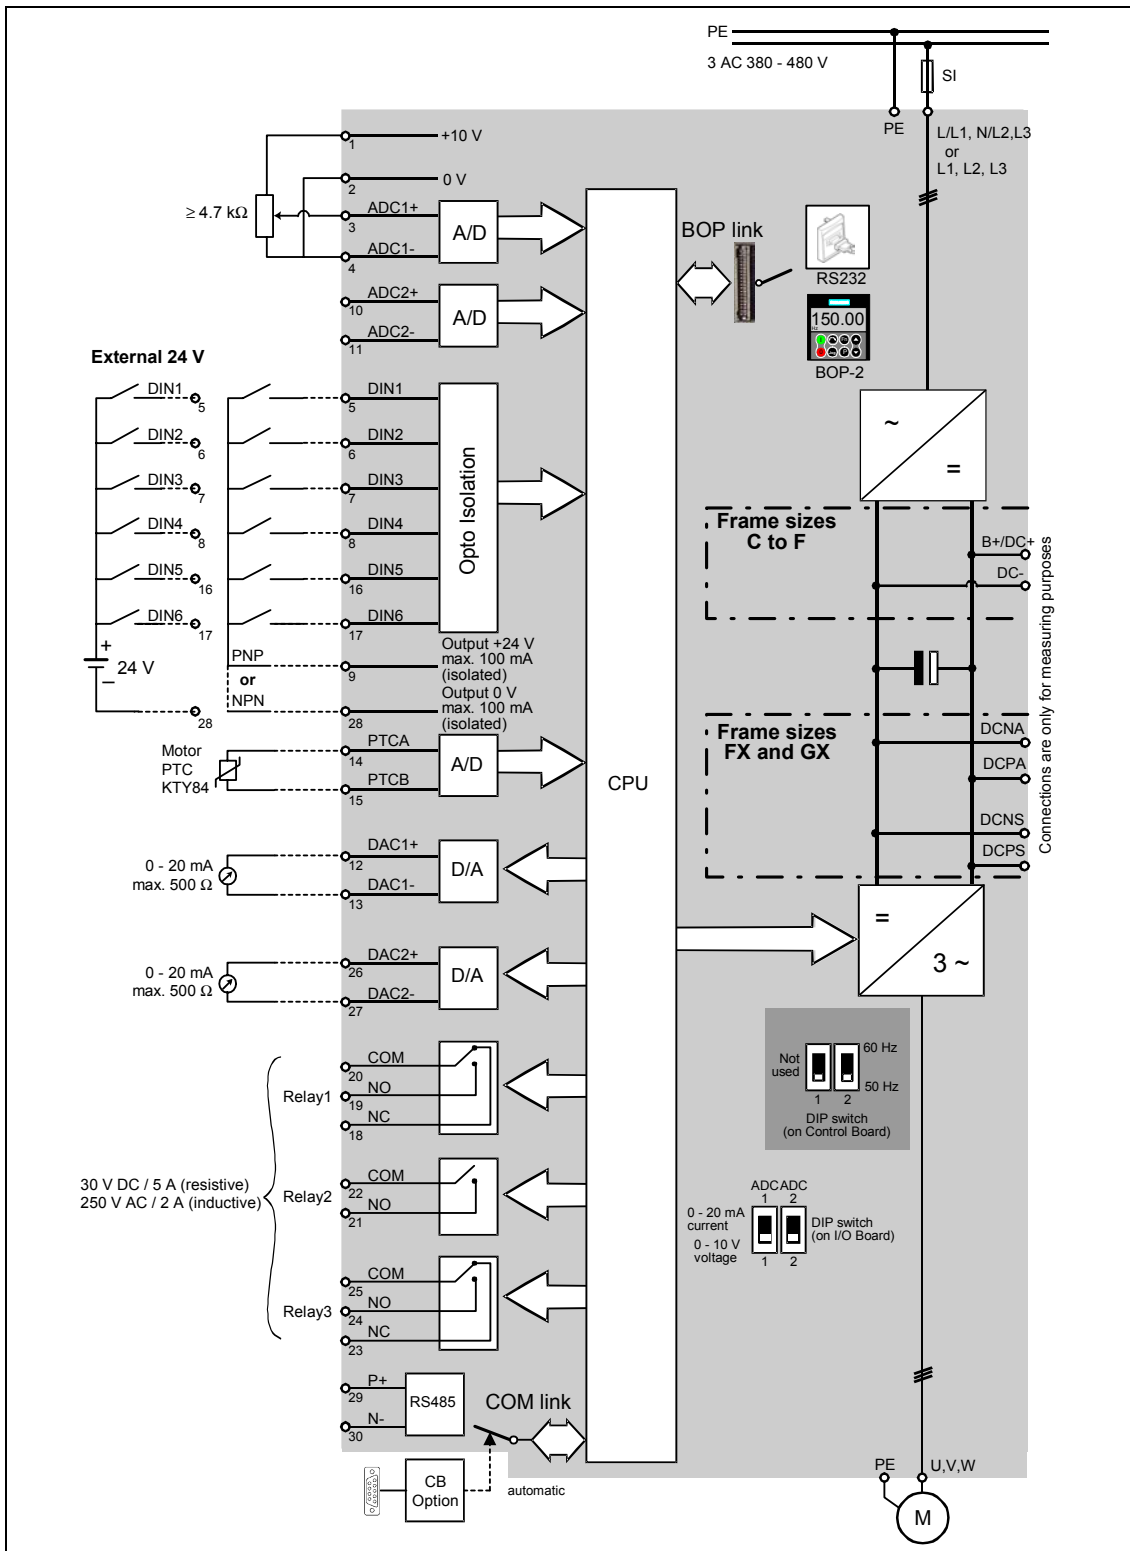 PE
3 AC 380 - 480 V
SI
PE
L/L1, N/L2,L3
or
L1, L2, L3
1
+10 V
2
0 V
≥ 4.7 kΩ
ADC1+
3
ADC1-
4
A/D
ADC2+
10
ADC2-
11
A/D
BOP link
RS232
150.00
Hz
BOP-2
External 24 V
DIN1
5
DIN2
6
DIN3
7
DIN4
8
DIN5
16
DIN6
17
+
24 V
–
28
DIN1
5
DIN2
6
DIN3
7
DIN4
8
DIN5
16
DIN6
17
Opto Isolation
PNP
or
NPN
9
Output +24 V
max. 100 mA
(isolated)
28
Output 0 V
max. 100 mA
(isolated)
Motor
PTC
KTY84
PTCA
14
PTCB
15
A/D
CPU
0 - 20 mA
max. 500 Ω
DAC1+
12
DAC1-
13
D/A
0 - 20 mA
max. 500 Ω
DAC2+
26
DAC2-
27
D/A
30 V DC / 5 A (resistive)
250 V AC / 2 A (inductive)
Relay1
COM
20
NO
19
NC
18
Relay2
COM
22
NO
21
Relay3
COM
25
NO
24
NC
23
P+
29
N-
30
RS485
COM link
CB
Option
automatic
~
=
Frame sizes
C to F
B+/DC+
DC-
Frame sizes
FX and GX
DCNA
DCPA
DCNS
DCPS
Connections are only for measuring purposes
=
3 ~
Not
used
60 Hz
50 Hz
1 2
DIP switch
(on Control Board)
ADC ADC
1 2
0 - 20 mA
current
0 - 10 V
voltage
1 2
DIP switch
(on I/O Board)
PE
U,V,W
M